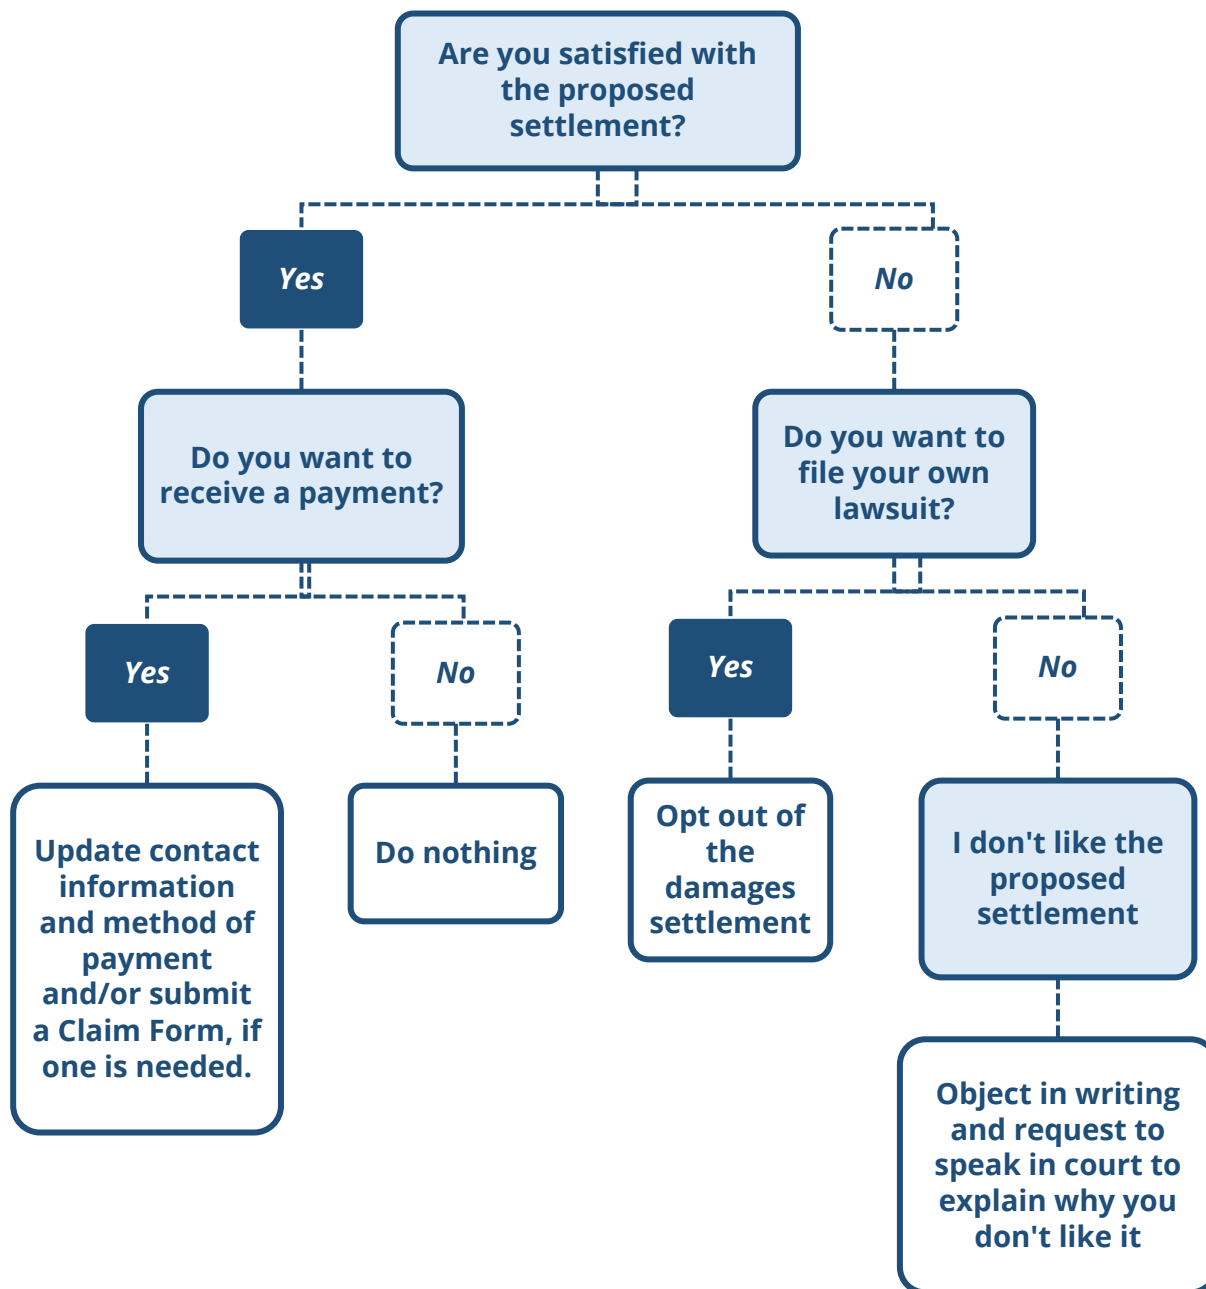 Are you satisfied with
the proposed
settlement?
Yes
No
Do you want to
receive a payment?
Do you want to
file your own
lawsuit?
Yes
No
Yes
No
Update contact
information
and method of
payment
and/or submit
a Claim Form, if
one is needed.
Do nothing
Opt out of
the
damages
settlement
I don't like the
proposed
settlement
Object in writing
and request to
speak in court to
explain why you
don't like it